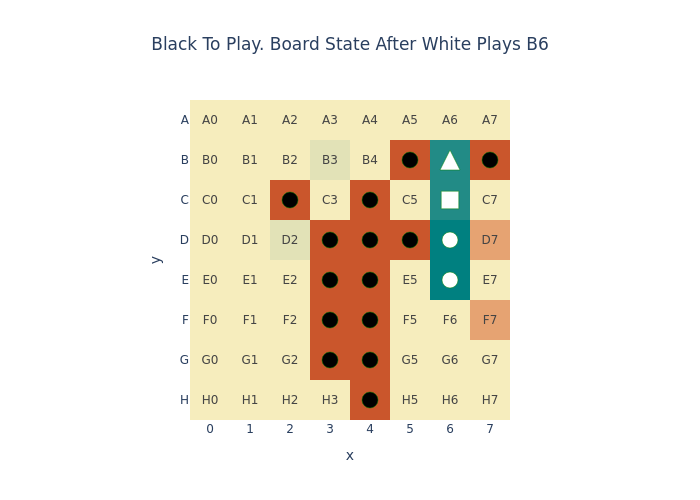 Black To Play. Board State After White Plays B6
A A0 A1 A2 A3 A4 A5 A6 A7
B B0 B1 B2 B3 B4
C C0 C1 C3 C5 C7
D D0 D1 D2 D7
E E0 E1 E2 E5 E7
F F0 F1 F2 F5 F6 F7
G G0 G1 G2 G5 G6 G7
H H0 H1 H2 H3 H5 H6 H7
0 1 2 3 4 5 6 7
x
y